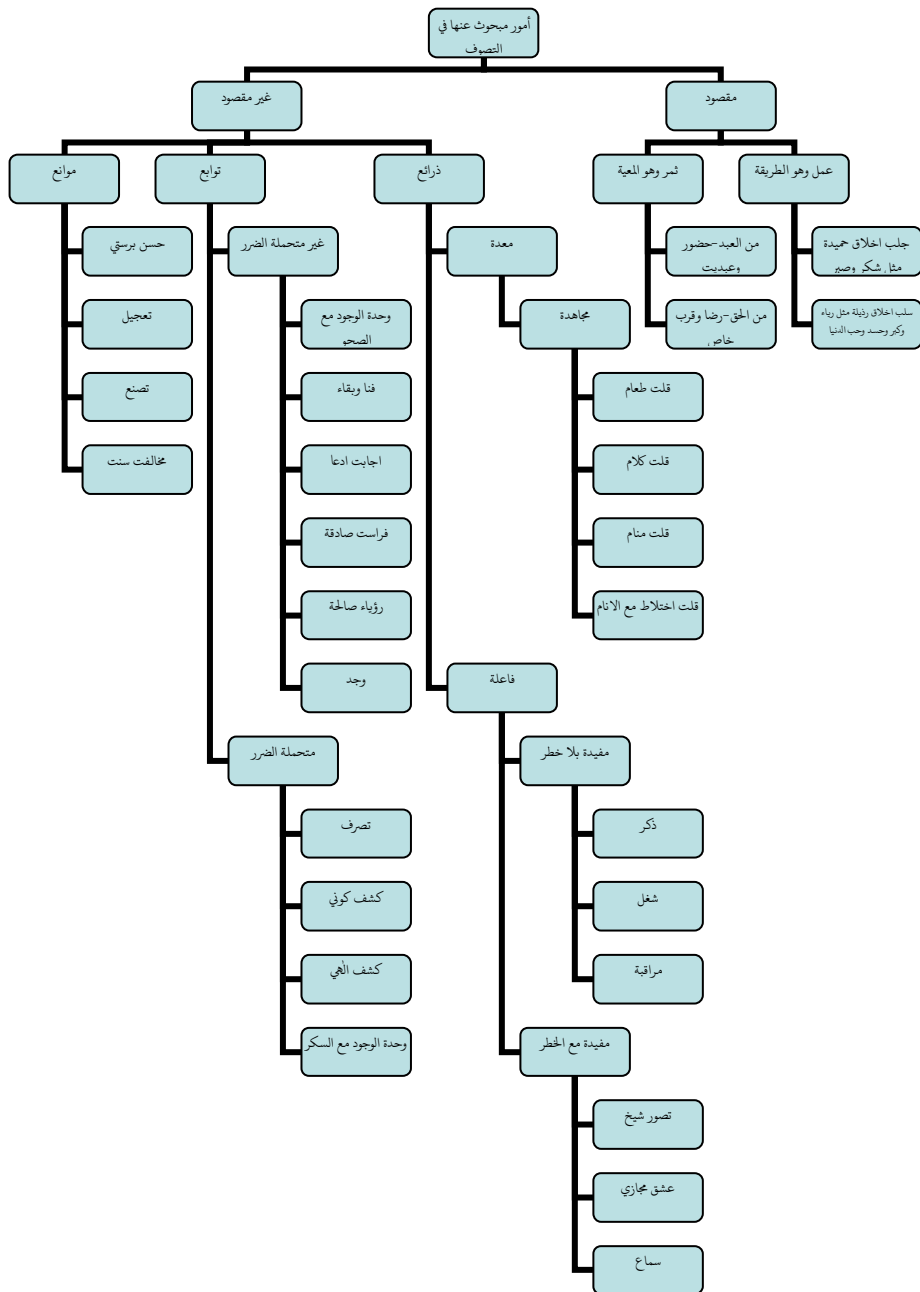 أمور مبحوث عنها في
التصوف
مقصود
غير مقصود
عمل وهو الطريقة
ثمر وهو المعية
ذرائع
توابع
موانع
جلب اخلاق حميدة
مثل شكر وصبر
سلب اخلاق رذيلة مثل رياء
وكبر وحسد وحب الدنيا
من العبد-حضور
وعبديت
من الحق-رضا وقرب
خاص
معدة
مجاهدة
قلت طعام
قلت كلام
قلت منام
قلت اختلاط مع الانام
فاعلة
مفيدة بلا خطر
ذكر
شغل
مراقبة
مفيدة مع الخطر
تصور شيخ
عشق مجازي
سماع
غير متحملة الضرر
وحدة الوجود مع
الصحو
فنا وبقاء
اجابت ادعا
فراست صادقة
رؤياء صالحة
وجد
متحملة الضرر
تصرف
كشف كوني
كشف الٰهي
وحدة الوجود مع السكر
حسن برستي
تعجيل
تصنع
مخالفت سنت